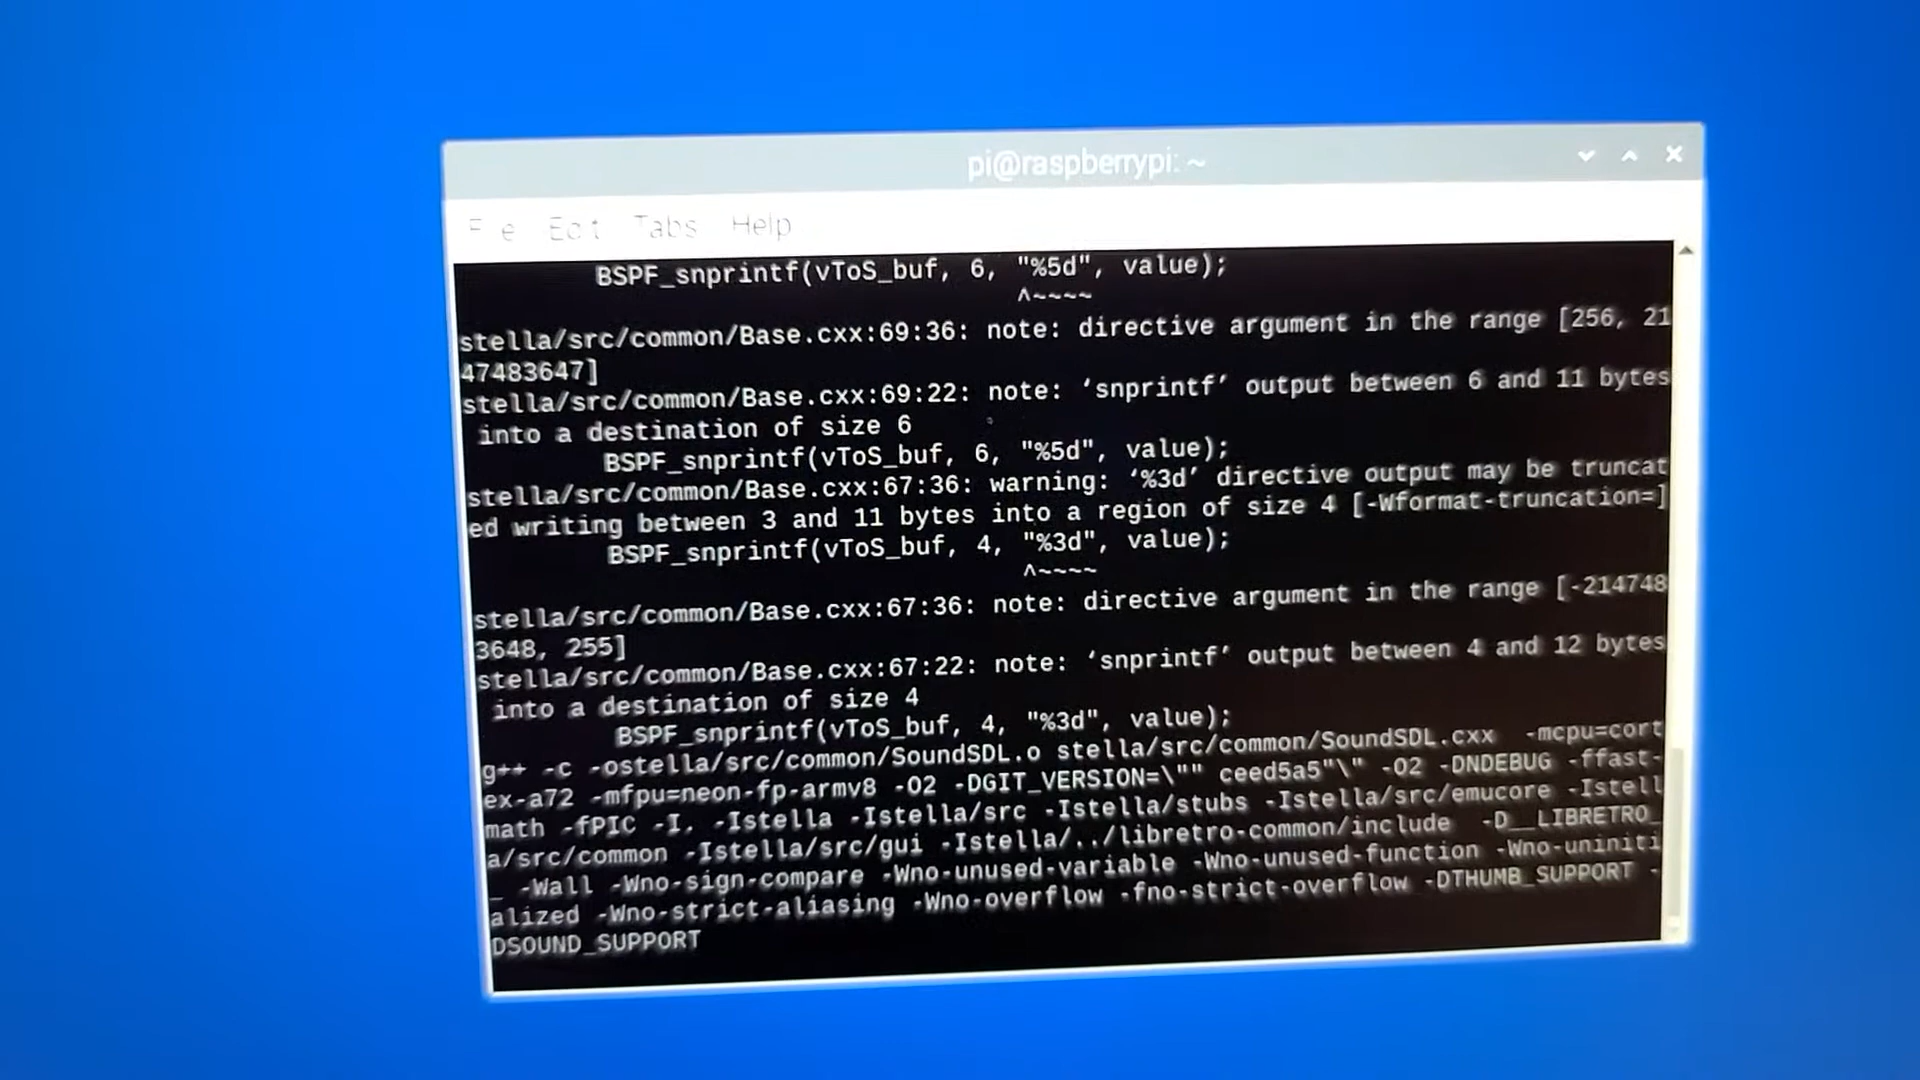 pi@raspberrypi: ~
File Edit Tabs Help
BSPF_snprintf(vToS_buf, 6, "%5d", value);
^~~~~
stella/src/common/Base.cxx:69:36: note: directive argument in the range [256, 21
47483647]
stella/src/common/Base.cxx:69:22: note: ‘snprintf’ output between 6 and 11 bytes
into a destination of size 6
BSPF_snprintf(vToS_buf, 6, "%5d", value);
stella/src/common/Base.cxx:67:36: warning: ‘%3d’ directive output may be truncat
ed writing between 3 and 11 bytes into a region of size 4 [-Wformat-truncation=]
BSPF_snprintf(vToS_buf, 4, "%3d", value);
^~~~~
stella/src/common/Base.cxx:67:36: note: directive argument in the range [-214748
3648, 255]
stella/src/common/Base.cxx:67:22: note: ‘snprintf’ output between 4 and 12 bytes
into a destination of size 4
BSPF_snprintf(vToS_buf, 4, "%3d", value);
g++ -c -ostella/src/common/SoundSDL.o stella/src/common/SoundSDL.cxx  -mcpu=cort
ex-a72 -mfpu=neon-fp-armv8 -O2 -DGIT_VERSION=\"" ceed5a5"\" -O2 -DNDEBUG -ffast-
math -fPIC -I. -Istella -Istella/src -Istella/stubs -Istella/src/emucore -Istell
a/src/common -Istella/src/gui -Istella/../libretro-common/include  -D__LIBRETRO_
_ -Wall -Wno-sign-compare -Wno-unused-variable -Wno-unused-function -Wno-uniniti
alized -Wno-strict-aliasing -Wno-overflow -fno-strict-overflow -DTHUMB_SUPPORT -
DSOUND_SUPPORT